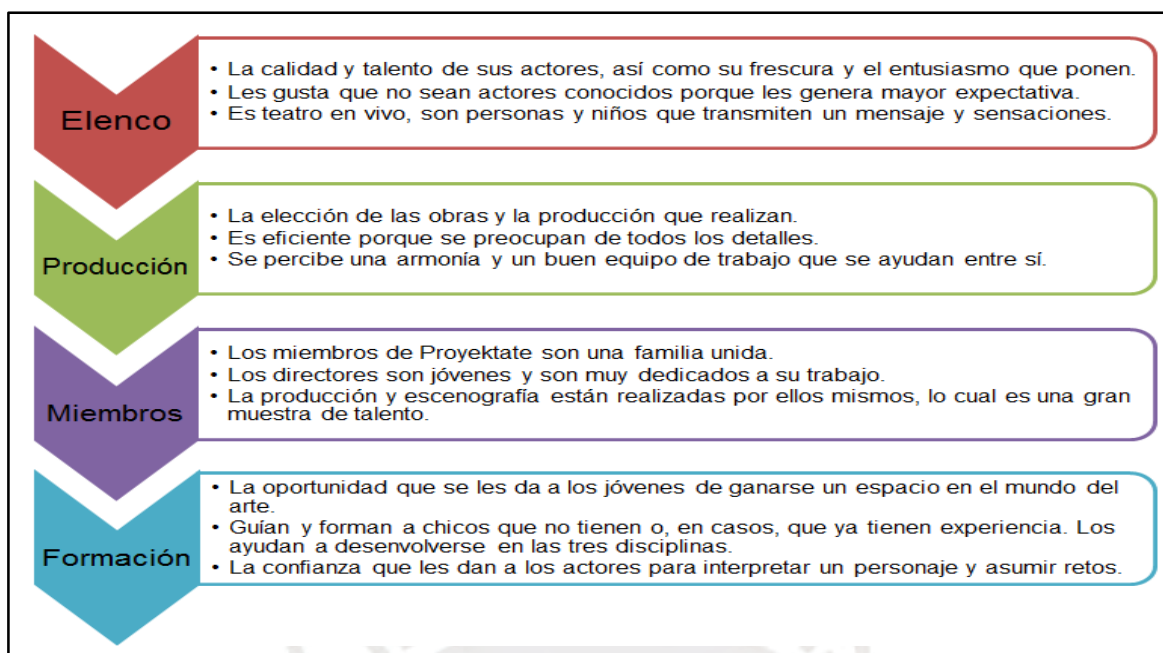 Elenco
• La calidad y talento de sus actores, así como su frescura y el entusiasmo que ponen.
• Les gusta que no sean actores conocidos porque les genera mayor expectativa.
• Es teatro en vivo, son personas y niños que transmiten un mensaje y sensaciones.
Producción
• La elección de las obras y la producción que realizan.
• Es eficiente porque se preocupan de todos los detalles.
• Se percibe una armonía y un buen equipo de trabajo que se ayudan entre sí.
Miembros
• Los miembros de Proyektate son una familia unida.
• Los directores son jóvenes y son muy dedicados a su trabajo.
• La producción y escenografía están realizadas por ellos mismos, lo cual es una gran
muestra de talento.
Formación
• La oportunidad que se les da a los jóvenes de ganarse un espacio en el mundo del
arte.
• Guían y forman a chicos que no tienen o, en casos, que ya tienen experiencia. Los
ayudan a desenvolverse en las tres disciplinas.
• La confianza que les dan a los actores para interpretar un personaje y asumir retos.